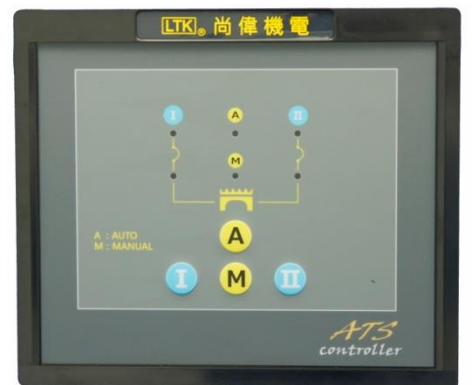 LTK® 尚偉機電
I A II
M
A
A : AUTO
M : MANUAL
I M II
ATS
controller